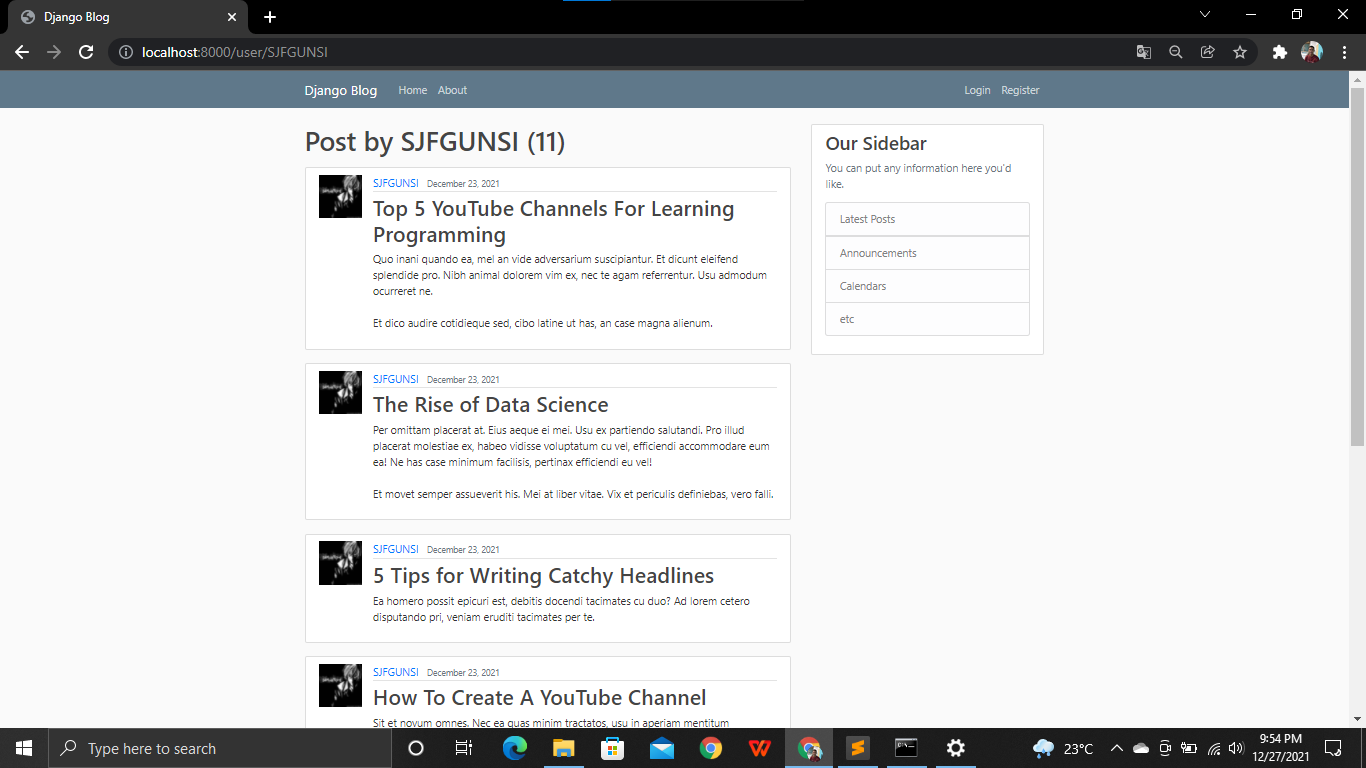 Django Blog
localhost:8000/user/SJFGUNSI
Django Blog Home About Login Register
Post by SJFGUNSI (11)
SJFGUNSI December 23, 2021
Top 5 YouTube Channels For Learning
Programming
Quo inani quando ea, mel an vide adversarium suscipiantur. Et dicunt eleifend
splendide pro. Nibh animal dolorem vim ex, nec te agam referrentur. Usu admodum
ocurreret ne.
Et dico audire cotidieque sed, cibo latine ut has, an case magna alienum.
SJFGUNSI December 23, 2021
The Rise of Data Science
Per omittam placerat at. Eius aeque ei mei. Usu ex partiendo salutandi. Pro illud
placerat molestiae ex, habeo vidisse voluptatum cu vel, efficiendi accommodare eum
ea! Ne has case minimum facilisis, pertinax efficiendi eu vel!
Et movet semper assueverit his. Mei at liber vitae. Vix et periculis definiebas, vero falli.
SJFGUNSI December 23, 2021
5 Tips for Writing Catchy Headlines
Ea homero possit epicuri est, debitis docendi tacimates cu duo? Ad lorem cetero
disputando pri, veniam eruditi tacimates per te.
SJFGUNSI December 23, 2021
How To Create A YouTube Channel
Sit et novum omnes. Nec ea quas minim tractatos, usu in aperiam mentitum
Our Sidebar
You can put any information here you'd
like.
Latest Posts
Announcements
Calendars
etc
Type here to search
23°C
9:54 PM
12/27/2021